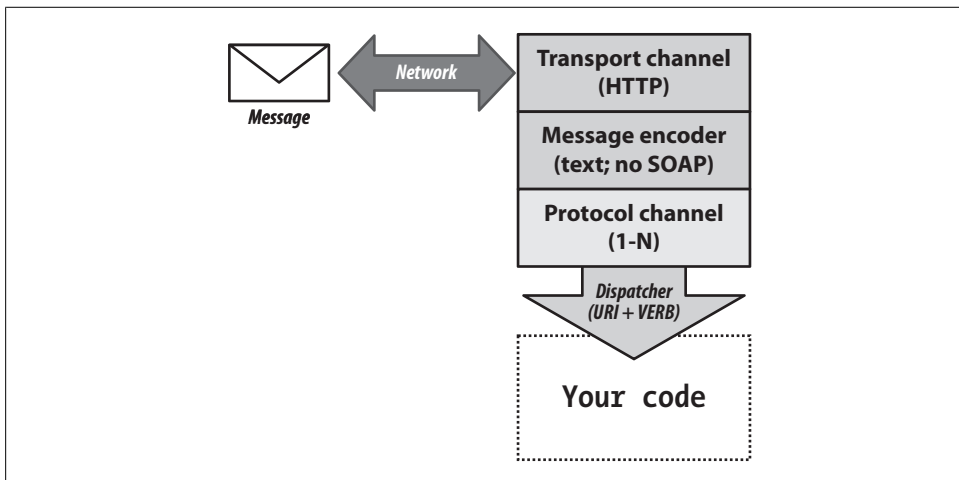 Message
Network
Transport channel
(HTTP)
Message encoder
(text; no SOAP)
Protocol channel
(1-N)
Dispatcher
(URI + VERB)
Your code